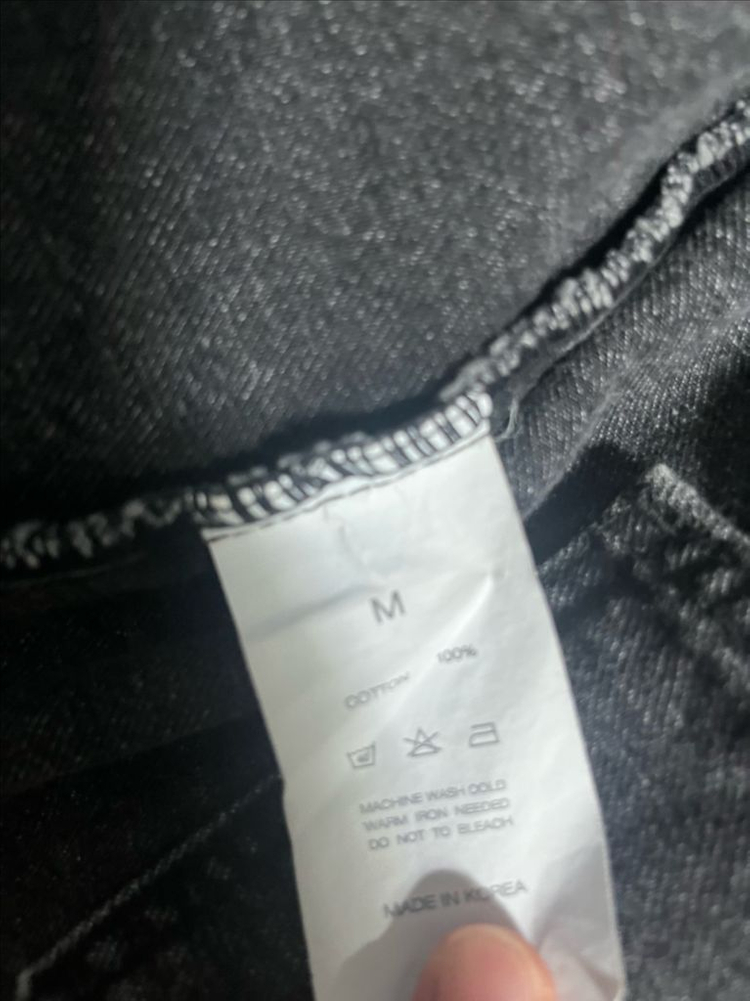 M
COTTON 100%
MACHINE WASH COLD
WARM IRON NEEDED
DO NOT TO BLEACH
MADE IN KOREA